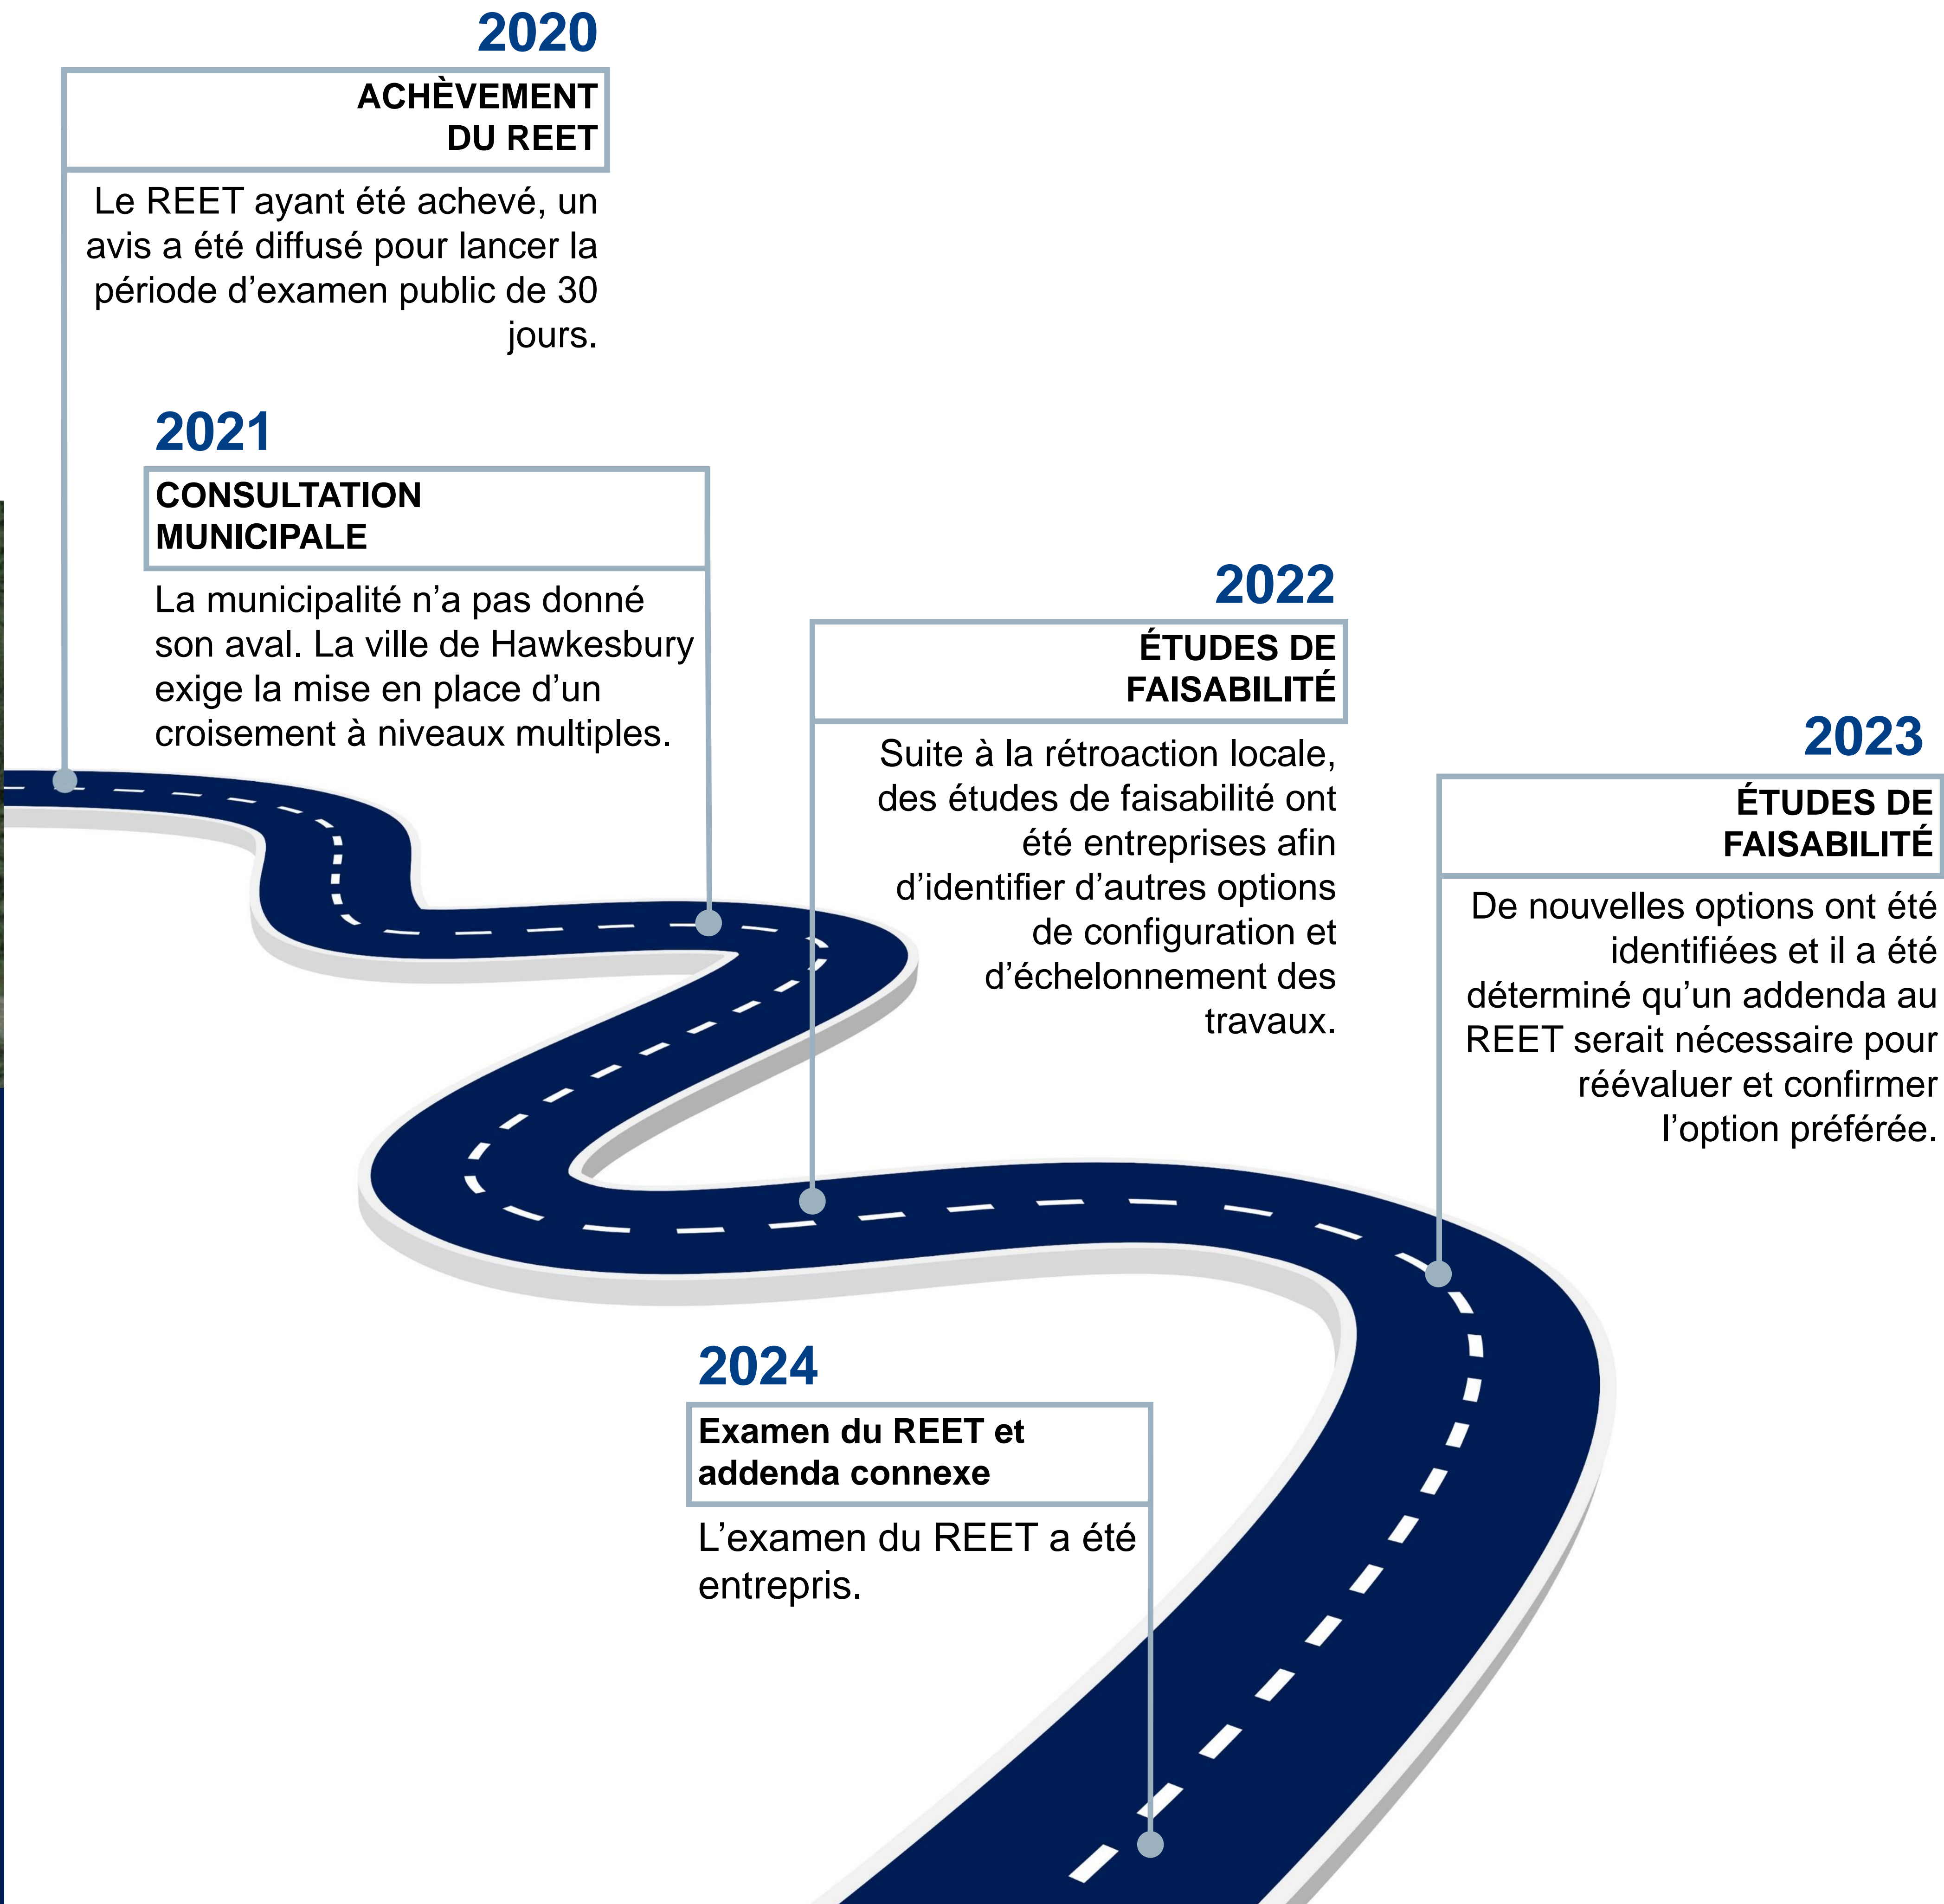 2020
ACHÈVEMENT
DU REET
Le REET ayant été achevé, un
avis a été diffusé pour lancer la
période d’examen public de 30
jours.
2021
CONSULTATION
MUNICIPALE
La municipalité n’a pas donné
son aval. La ville de Hawkesbury
exige la mise en place d’un
croisement à niveaux multiples.
2022
ÉTUDES DE
FAISABILITÉ
Suite à la rétroaction locale,
des études de faisabilité ont
été entreprises afin
d’identifier d’autres options
de configuration et
d’échelonnement des
travaux.
2023
ÉTUDES DE
FAISABILITÉ
De nouvelles options ont été
identifiées et il a été
déterminé qu’un addenda au
REET serait nécessaire pour
réévaluer et confirmer
l’option préférée.
2024
Examen du REET et
addenda connexe
L’examen du REET a été
entrepris.